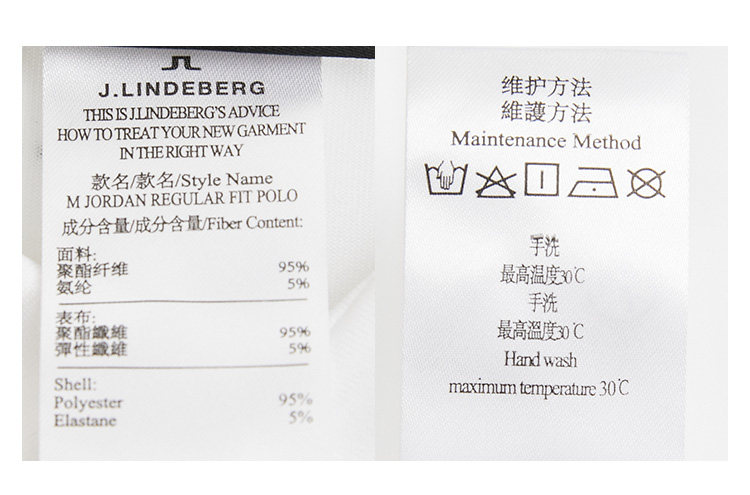 J.LINDEBERG
THIS IS J.LINDEBERG'S ADVICE
HOW TO TREAT YOUR NEW GARMENT
IN THE RIGHT WAY
款名/款名/Style Name
M JORDAN REGULAR FIT POLO
成分含量/成分含量/Fiber Content:
面料:
聚酯纤维 95%
氨纶 5%
表布:
聚酯纖維 95%
彈性纖維 5%
Shell:
Polyester 95%
Elastane 5%
维护方法
維護方法
Maintenance Method
手洗
最高温度30℃
手洗
最高溫度30℃
Hand wash
maximum temperature 30℃